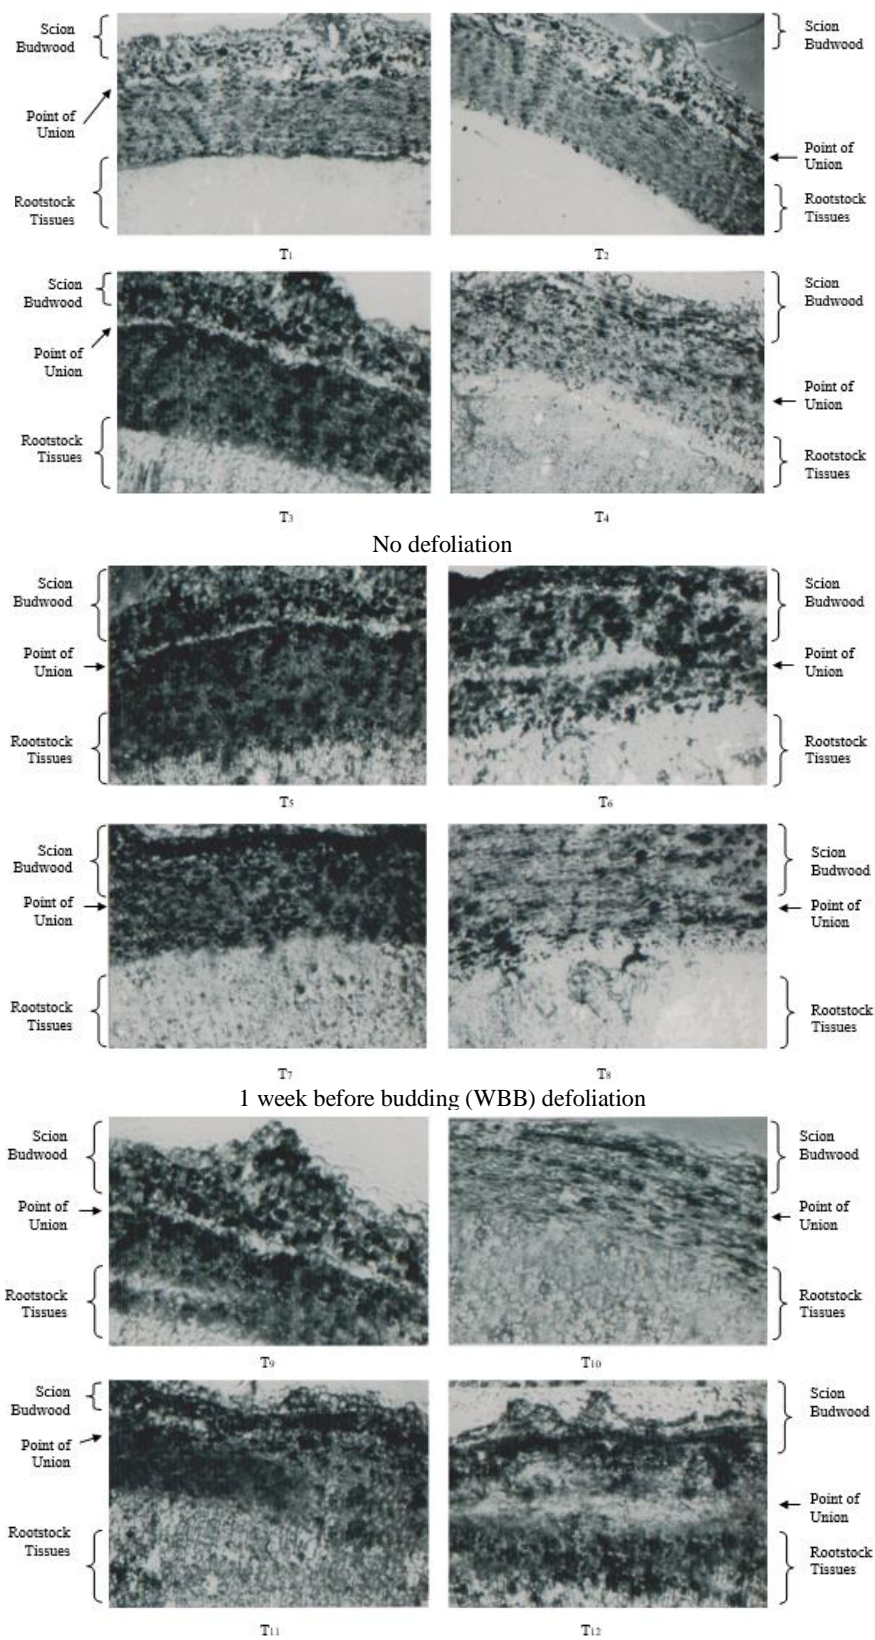 Scion
Budwood
Point of
Union
Rootstock
Tissues
Scion
Budwood
Point of
Union
Rootstock
Tissues
T1
T2
Scion
Budwood
Point of
Union
Rootstock
Tissues
Scion
Budwood
Point of
Union
Rootstock
Tissues
T3
T4
No defoliation
Scion
Budwood
Point of
Union
Rootstock
Tissues
Scion
Budwood
Point of
Union
Rootstock
Tissues
T5
T6
Scion
Budwood
Point of
Union
Rootstock
Tissues
Scion
Budwood
Point of
Union
Rootstock
Tissues
T7
T8
1 week before budding (WBB) defoliation
Scion
Budwood
Point of
Union
Rootstock
Tissues
Scion
Budwood
Point of
Union
Rootstock
Tissues
T9
T10
Scion
Budwood
Point of
Union
Rootstock
Tissues
Scion
Budwood
Point of
Union
Rootstock
Tissues
T11
T12